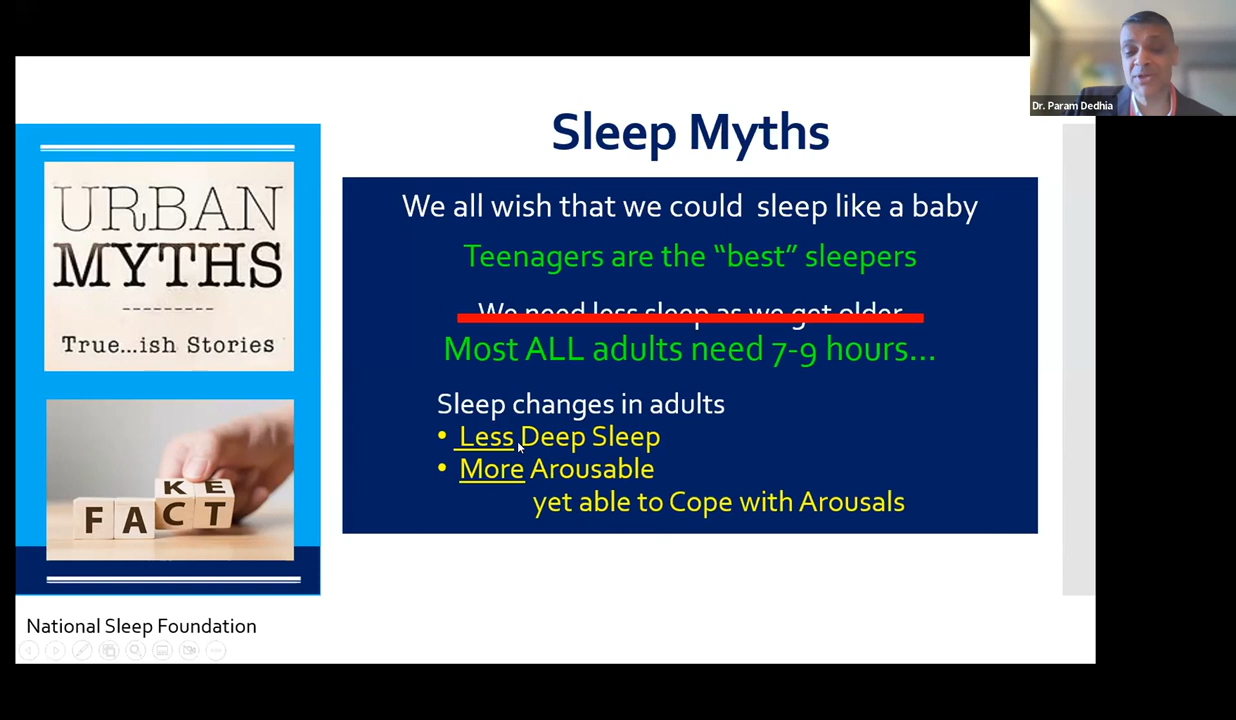 Dr. Param Dedhia
Sleep Myths
URBAN
MYTHS
True...ish Stories
K E
F A C T
We all wish that we could sleep like a baby
Teenagers are the “best” sleepers
We need less sleep as we get older
Most ALL adults need 7-9 hours...
Sleep changes in adults
• Less Deep Sleep
• More Arousable
yet able to Cope with Arousals
National Sleep Foundation